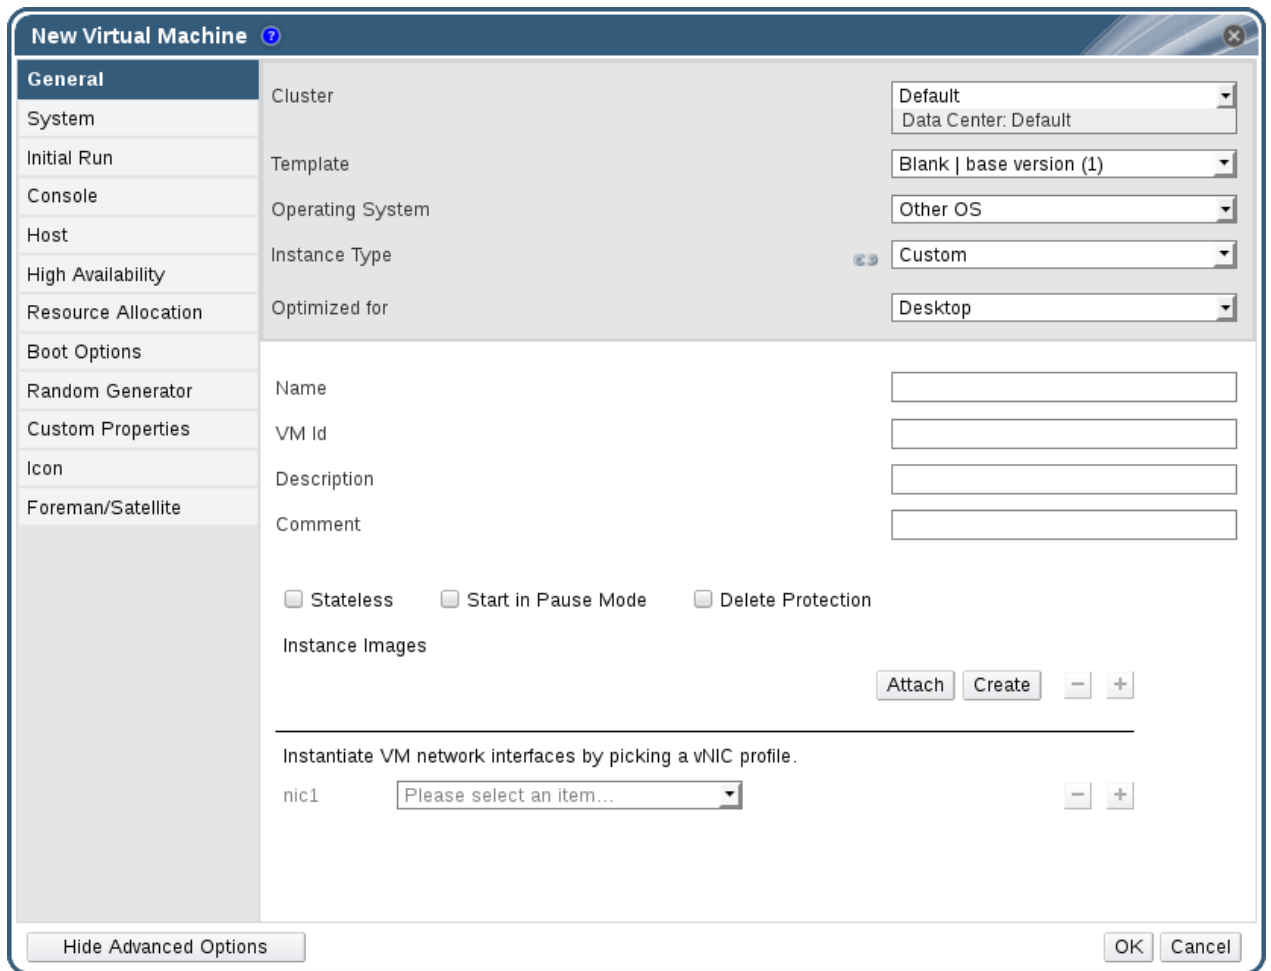 New Virtual Machine ?
General
System
Initial Run
Console
Host
High Availability
Resource Allocation
Boot Options
Random Generator
Custom Properties
Icon
Foreman/Satellite
Cluster Default
Data Center: Default
Template Blank | base version (1)
Operating System Other OS
Instance Type Custom
Optimized for Desktop
Name
VM Id
Description
Comment
Stateless Start in Pause Mode Delete Protection
Instance Images
Attach Create − +
Instantiate VM network interfaces by picking a vNIC profile.
nic1 Please select an item... − +
Hide Advanced Options OK Cancel